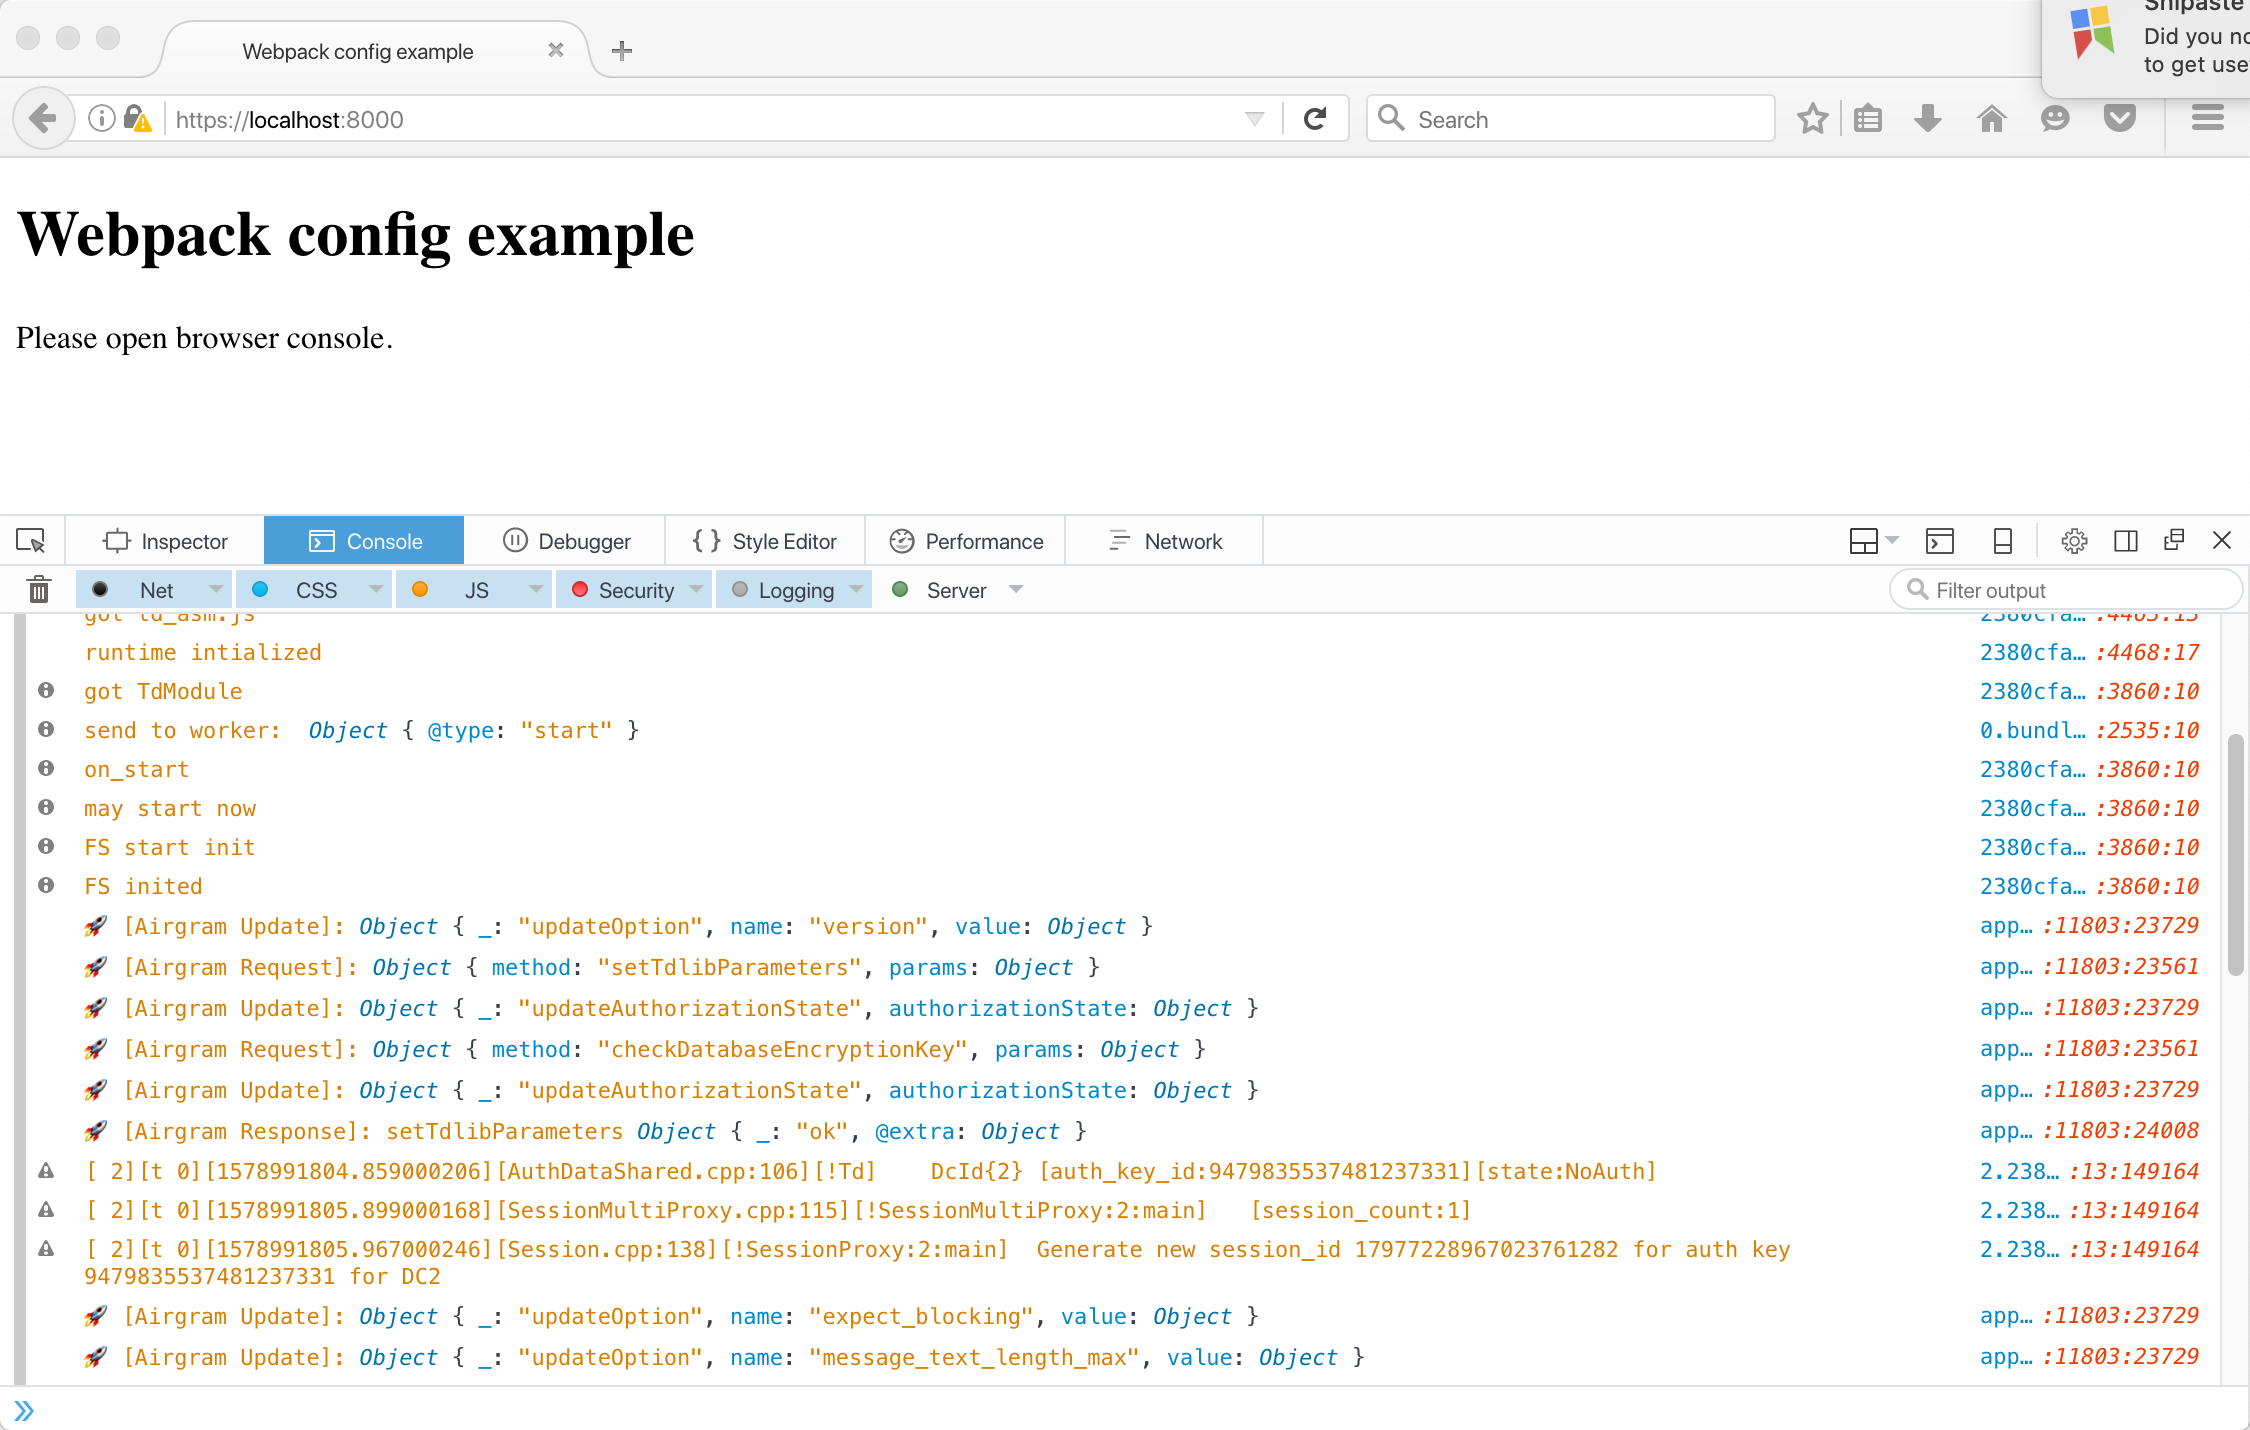 Webpack config example
Snipaste
Did you no
to get use
https://localhost:8000
Search
Webpack config example
Please open browser console.
Inspector
Console
Debugger
Style Editor
Performance
Network
Net
CSS
JS
Security
Logging
Server
Filter output
got td_asm.js 2380cfa… :4463:13
runtime intialized 2380cfa… :4468:17
got TdModule 2380cfa… :3860:10
send to worker: Object { @type: "start" } 0.bundl… :2535:10
on_start 2380cfa… :3860:10
may start now 2380cfa… :3860:10
FS start init 2380cfa… :3860:10
FS inited 2380cfa… :3860:10
🚀 [Airgram Update]: Object { _: "updateOption", name: "version", value: Object } app… :11803:23729
🚀 [Airgram Request]: Object { method: "setTdlibParameters", params: Object } app… :11803:23561
🚀 [Airgram Update]: Object { _: "updateAuthorizationState", authorizationState: Object } app… :11803:23729
🚀 [Airgram Request]: Object { method: "checkDatabaseEncryptionKey", params: Object } app… :11803:23561
🚀 [Airgram Update]: Object { _: "updateAuthorizationState", authorizationState: Object } app… :11803:23729
🚀 [Airgram Response]: setTdlibParameters Object { _: "ok", @extra: Object } app… :11803:24008
[ 2][t 0][1578991804.859000206][AuthDataShared.cpp:106][!Td] DcId{2} [auth_key_id:9479835537481237331][state:NoAuth] 2.238… :13:149164
[ 2][t 0][1578991805.899000168][SessionMultiProxy.cpp:115][!SessionMultiProxy:2:main] [session_count:1] 2.238… :13:149164
[ 2][t 0][1578991805.967000246][Session.cpp:138][!SessionProxy:2:main] Generate new session_id 17977228967023761282 for auth key 2.238… :13:149164
9479835537481237331 for DC2
🚀 [Airgram Update]: Object { _: "updateOption", name: "expect_blocking", value: Object } app… :11803:23729
🚀 [Airgram Update]: Object { _: "updateOption", name: "message_text_length_max", value: Object } app… :11803:23729